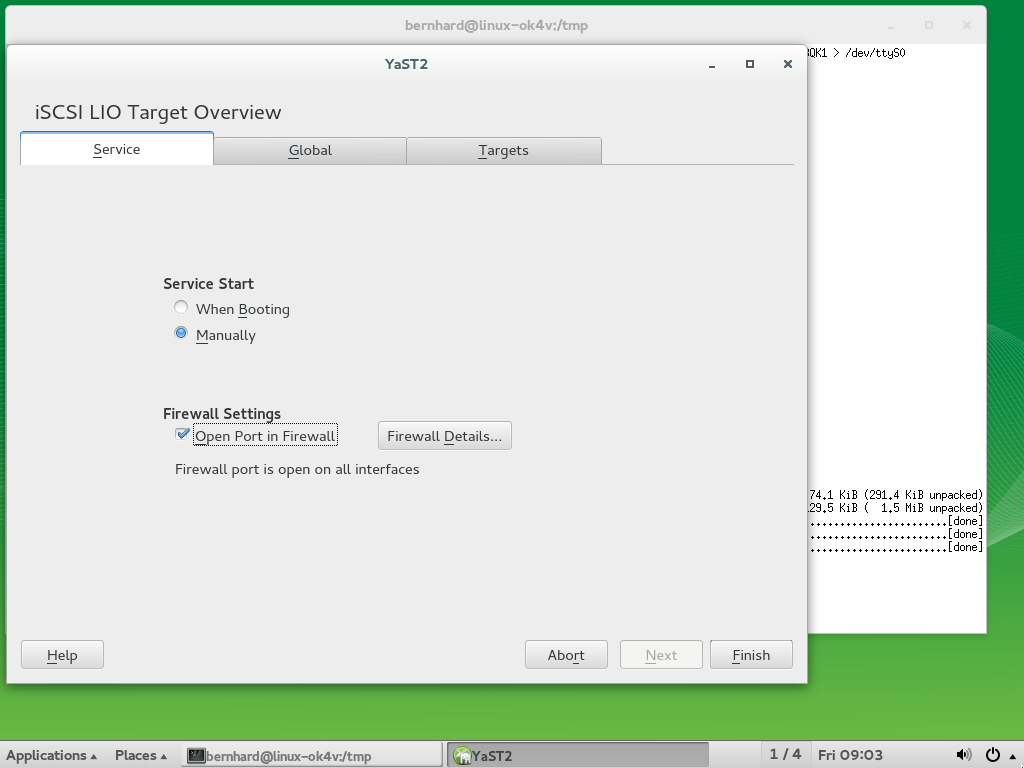 bernhard@linux-ok4v:/tmp
YaST2
QK1 > /dev/ttyS0
iSCSI LIO Target Overview
Service Global Targets
Service Start
When Booting
Manually
Firewall Settings
Open Port in Firewall Firewall Details...
Firewall port is open on all interfaces
74.1 KiB (291.4 KiB unpacked)
29.5 KiB (  1.5 MiB unpacked)
.......................[done]
.......................[done]
.......................[done]
Help Abort Next Finish
Applications Places bernhard@linux-ok4v:/tmp YaST2 1 / 4 Fri 09:03